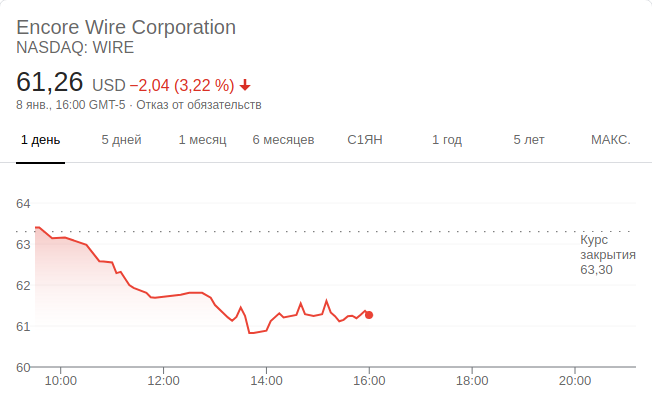 Encore Wire Corporation
NASDAQ: WIRE
61,26 USD −2,04 (3,22 %)
8 янв., 16:00 GMT-5 · Отказ от обязательств
1 день 5 дней 1 месяц 6 месяцев С1ЯН 1 год 5 лет МАКС.
64
63
62
61
60
Курс
закрытия
63,30
10:00 12:00 14:00 16:00 18:00 20:00